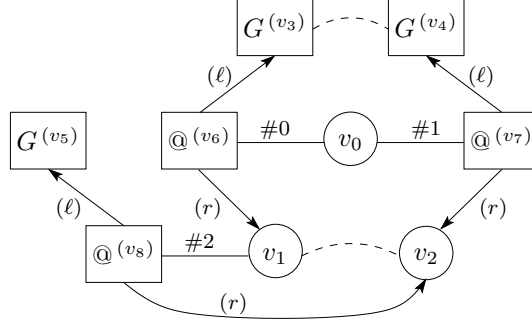 G^(v₃) G^(v₄)
(ℓ) (ℓ)
G^(v₅) @^(v₆) #0 v₀ #1 @^(v₇)
(ℓ) (r) (r)
@^(v₈) #2 v₁ v₂
(r)